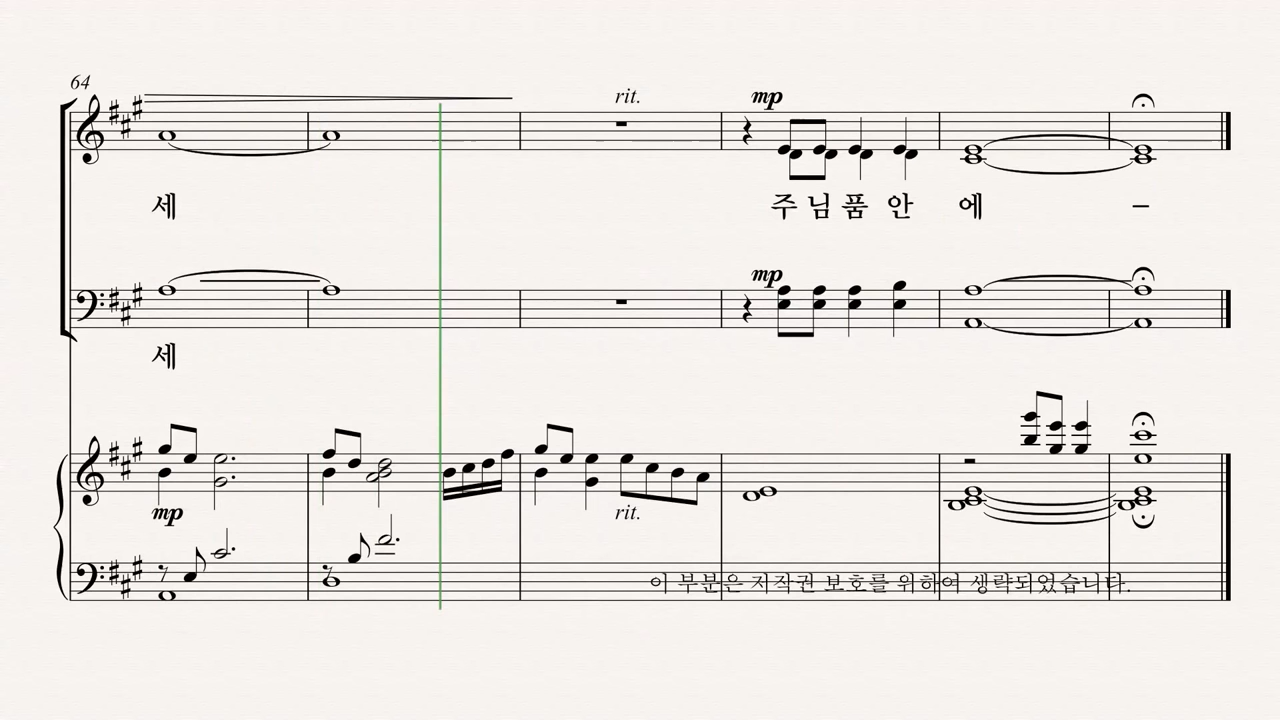 64
rit.
mp
세
주 님 품 안 에 –
mp
세
mp
rit.
이 부분은 저작권 보호를 위하여 생략되었습니다.